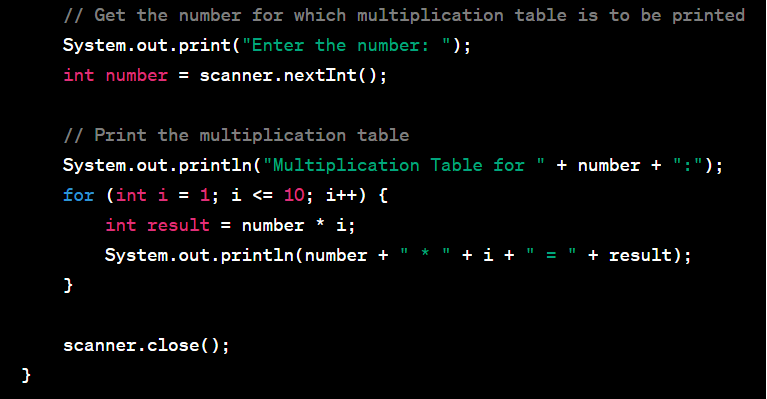 // Get the number for which multiplication table is to be printed
System.out.print("Enter the number: ");
int number = scanner.nextInt();
// Print the multiplication table
System.out.println("Multiplication Table for " + number + ":");
for (int i = 1; i <= 10; i++) {
int result = number * i;
System.out.println(number + " * " + i + " = " + result);
}
scanner.close();
}